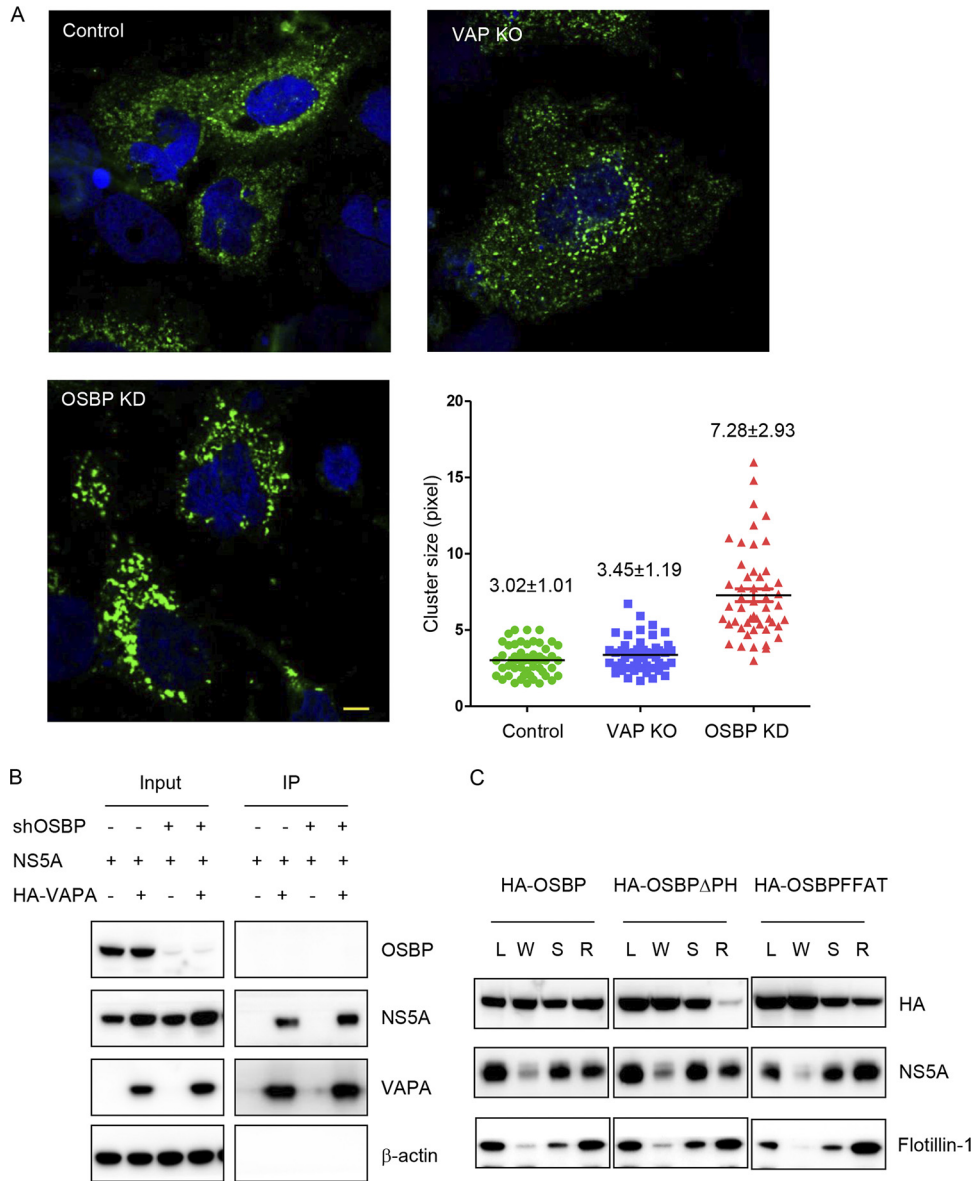 A
Control
VAP KO
OSBP KD
20
15
10
5
0
Cluster size (pixel)
3.02±1.01
3.45±1.19
7.28±2.93
Control VAP KO OSBP KD
B
Input IP
shOSBP - - + + - - + +
NS5A + + + + + + + +
HA-VAPA - + - + - + - +
OSBP
NS5A
VAPA
β-actin
C
HA-OSBP HA-OSBPΔPH HA-OSBPFFAT
L W S R L W S R L W S R
HA
NS5A
Flotillin-1